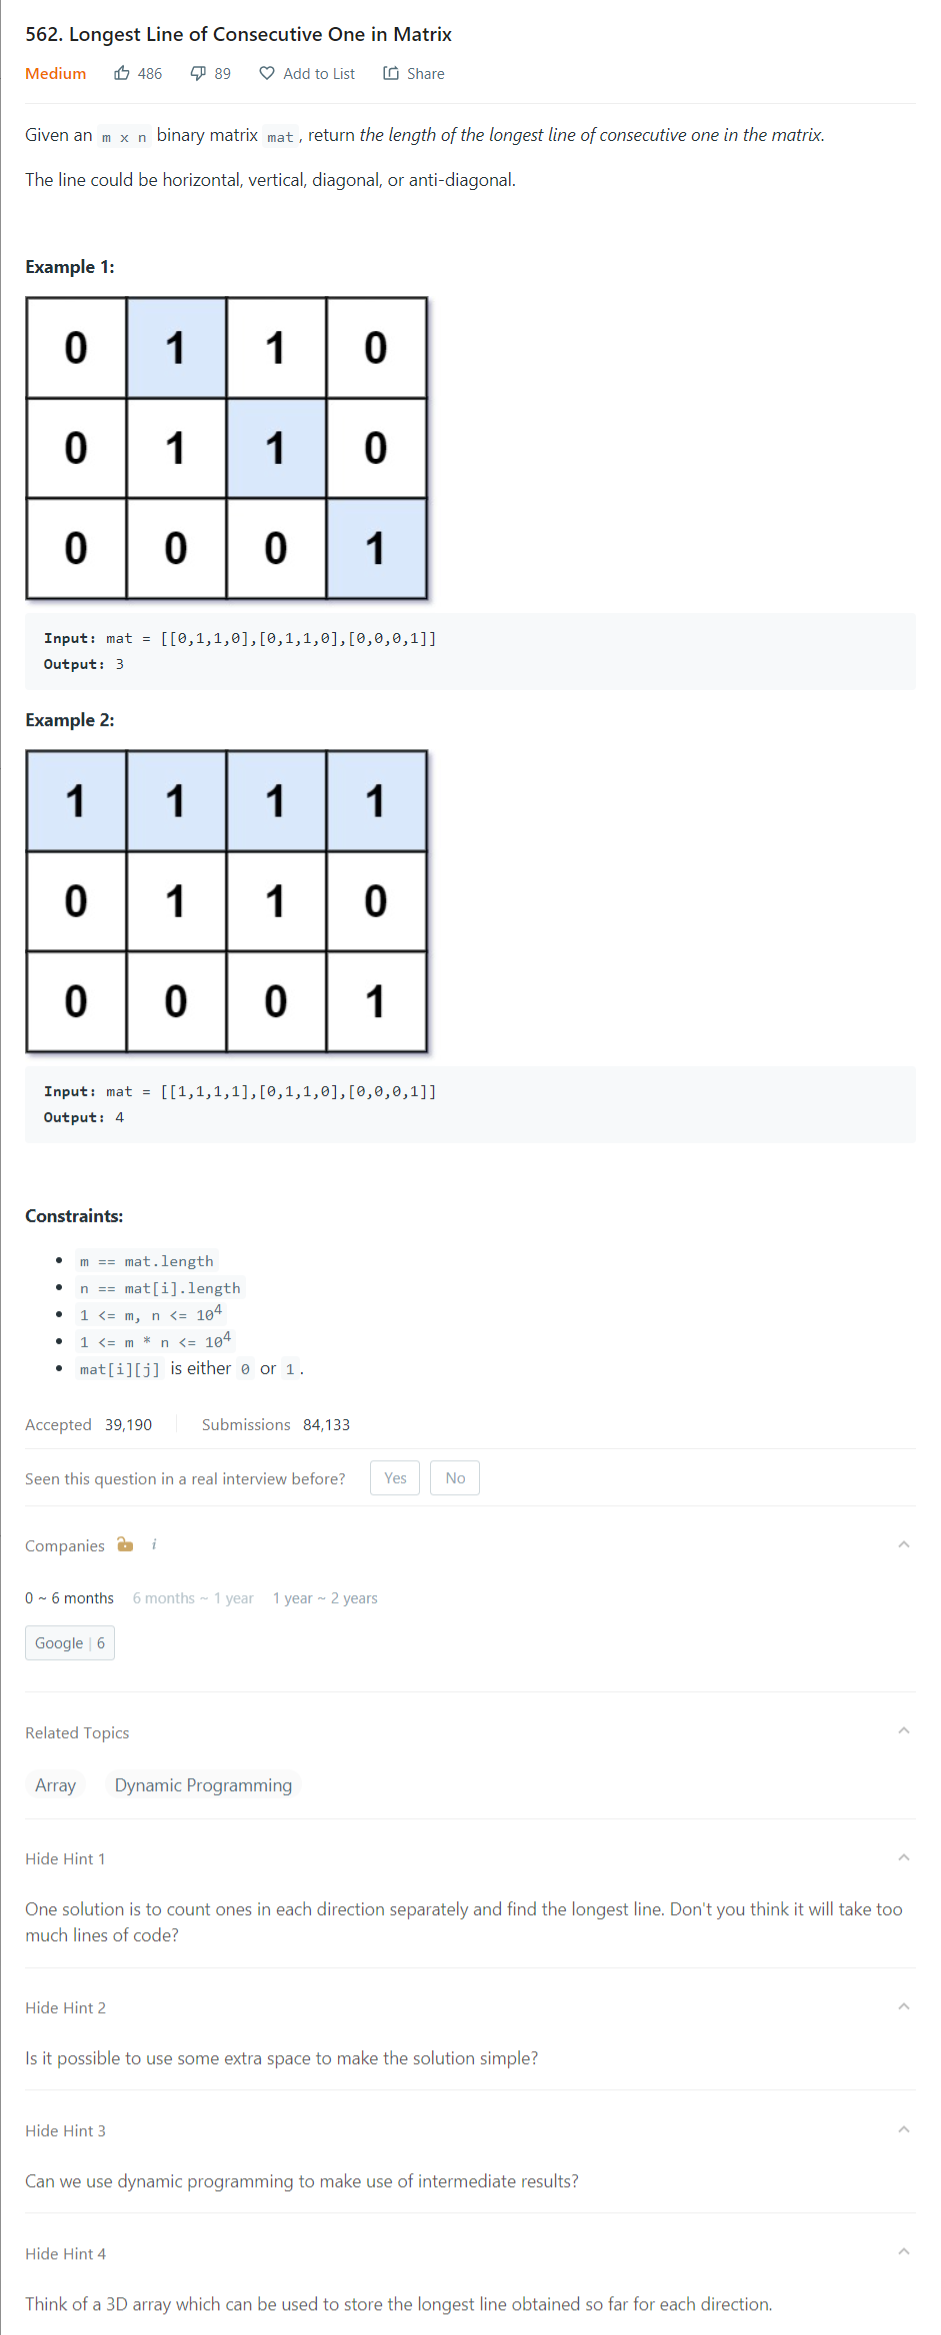 562. Longest Line of Consecutive One in Matrix
Medium 486 89 Add to List Share
Given an m x n binary matrix mat , return the length of the longest line of consecutive one in the matrix.
The line could be horizontal, vertical, diagonal, or anti-diagonal.
Example 1:
0 1 1 0
0 1 1 0
0 0 0 1
Input: mat = [[0,1,1,0],[0,1,1,0],[0,0,0,1]]
Output: 3
Example 2:
1 1 1 1
0 1 1 0
0 0 0 1
Input: mat = [[1,1,1,1],[0,1,1,0],[0,0,0,1]]
Output: 4
Constraints:
• m == mat.length
• n == mat[i].length
• 1 <= m, n <= 10⁴
• 1 <= m * n <= 10⁴
• mat[i][j] is either 0 or 1 .
Accepted 39,190 Submissions 84,133
Seen this question in a real interview before? Yes No
Companies i
0 ~ 6 months 6 months ~ 1 year 1 year ~ 2 years
Google | 6
Related Topics
Array Dynamic Programming
Hide Hint 1
One solution is to count ones in each direction separately and find the longest line. Don't you think it will take too
much lines of code?
Hide Hint 2
Is it possible to use some extra space to make the solution simple?
Hide Hint 3
Can we use dynamic programming to make use of intermediate results?
Hide Hint 4
Think of a 3D array which can be used to store the longest line obtained so far for each direction.